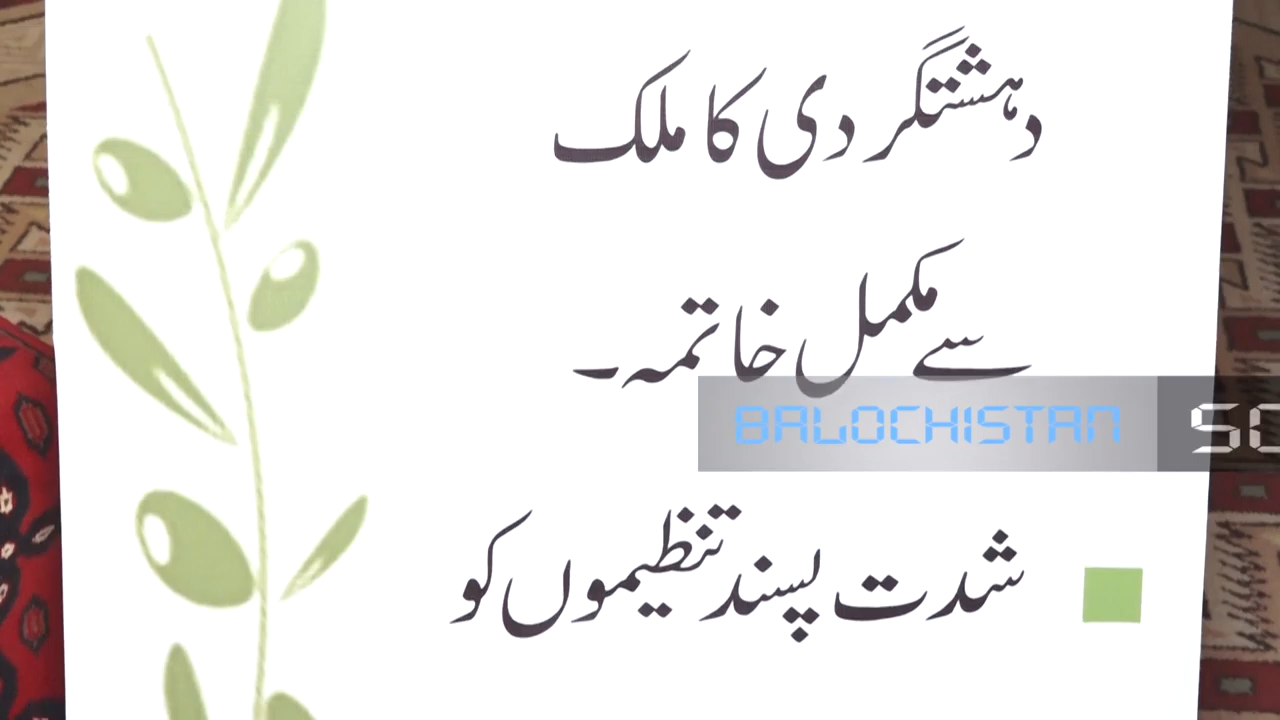 دہشتگردی کا ملک
سے مکمل خاتمہ۔
BALOCHISTAN
شدت پسند تنظیموں کو